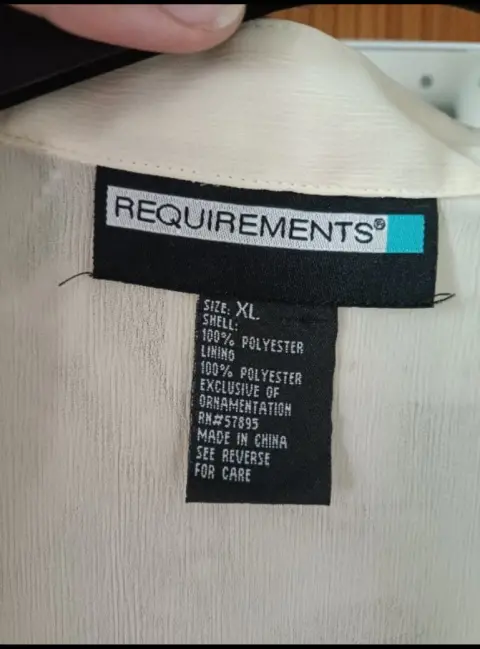 REQUIREMENTS®
SIZE: XL
SHELL:
100% POLYESTER
LINING
100% POLYESTER
EXCLUSIVE OF
ORNAMENTATION
RN#57895
MADE IN CHINA
SEE REVERSE
FOR CARE